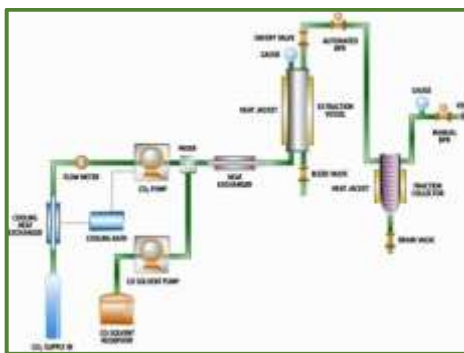 ON/OFF VALVE
AUTOMATED
BPR
GAUGE
GAUGE
HEAT JACKET
EXTRACTION
VESSEL
MANUAL
BPR
MIXER
FLOW METER
CO₂ PUMP
HEAT
EXCHANGER
BLEED VALVE
HEAT JACKET
FRACTION
COLLECTOR
COOLING
HEAT
EXCHANGER
COOLING BATH
DRAIN VALVE
CO SOLVENT PUMP
CO SOLVENT
RESERVOIR
CO₂ SUPPLY IN